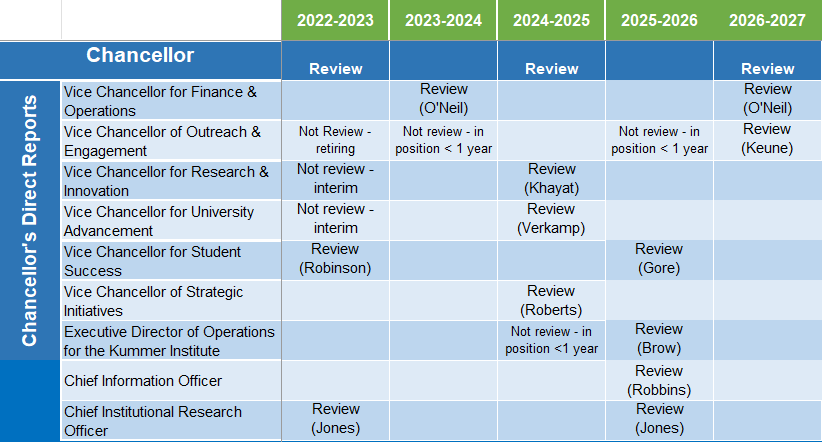 2022-2023 2023-2024 2024-2025 2025-2026 2026-2027
Chancellor
Review Review Review
Chancellor's Direct Reports
Vice Chancellor for Finance & Review Review
Operations (O'Neil) (O'Neil)
Vice Chancellor of Outreach & Not Review - Not review - in Not review - in Review
Engagement retiring position < 1 year position < 1 year (Keune)
Vice Chancellor for Research & Not review - Review
Innovation interim (Khayat)
Vice Chancellor for University Not review - Review
Advancement interim (Verkamp)
Vice Chancellor for Student Review Review
Success (Robinson) (Gore)
Vice Chancellor of Strategic Review
Initiatives (Roberts)
Executive Director of Operations Not review - in Review
for the Kummer Institute position <1 year (Brow)
Chief Information Officer Review
(Robbins)
Chief Institutional Research Review Review
Officer (Jones) (Jones)